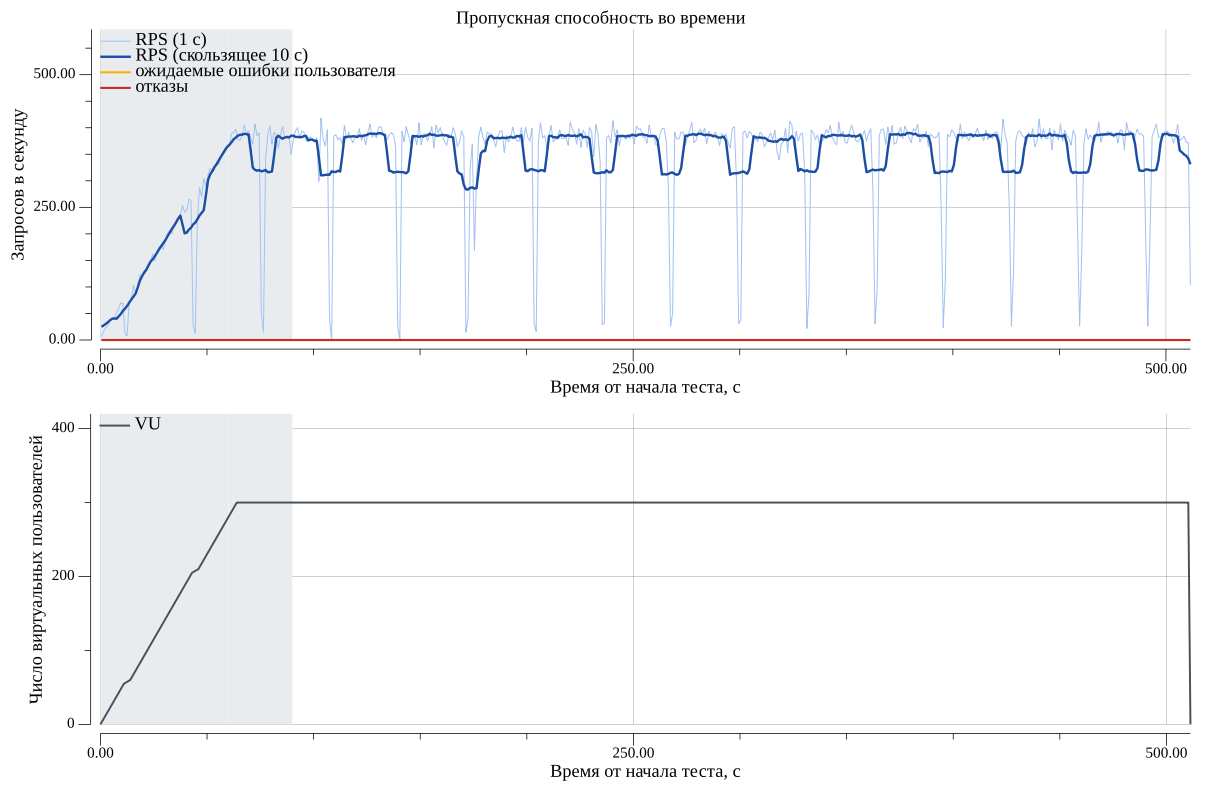 Пропускная способность во времени
RPS (1 с)
RPS (скользящее 10 с)
ожидаемые ошибки пользователя
отказы
500.00
250.00
0.00
Запросов в секунду
0.00 250.00 500.00
Время от начала теста, с
VU
400
200
0
Число виртуальных пользователей
0.00 250.00 500.00
Время от начала теста, с